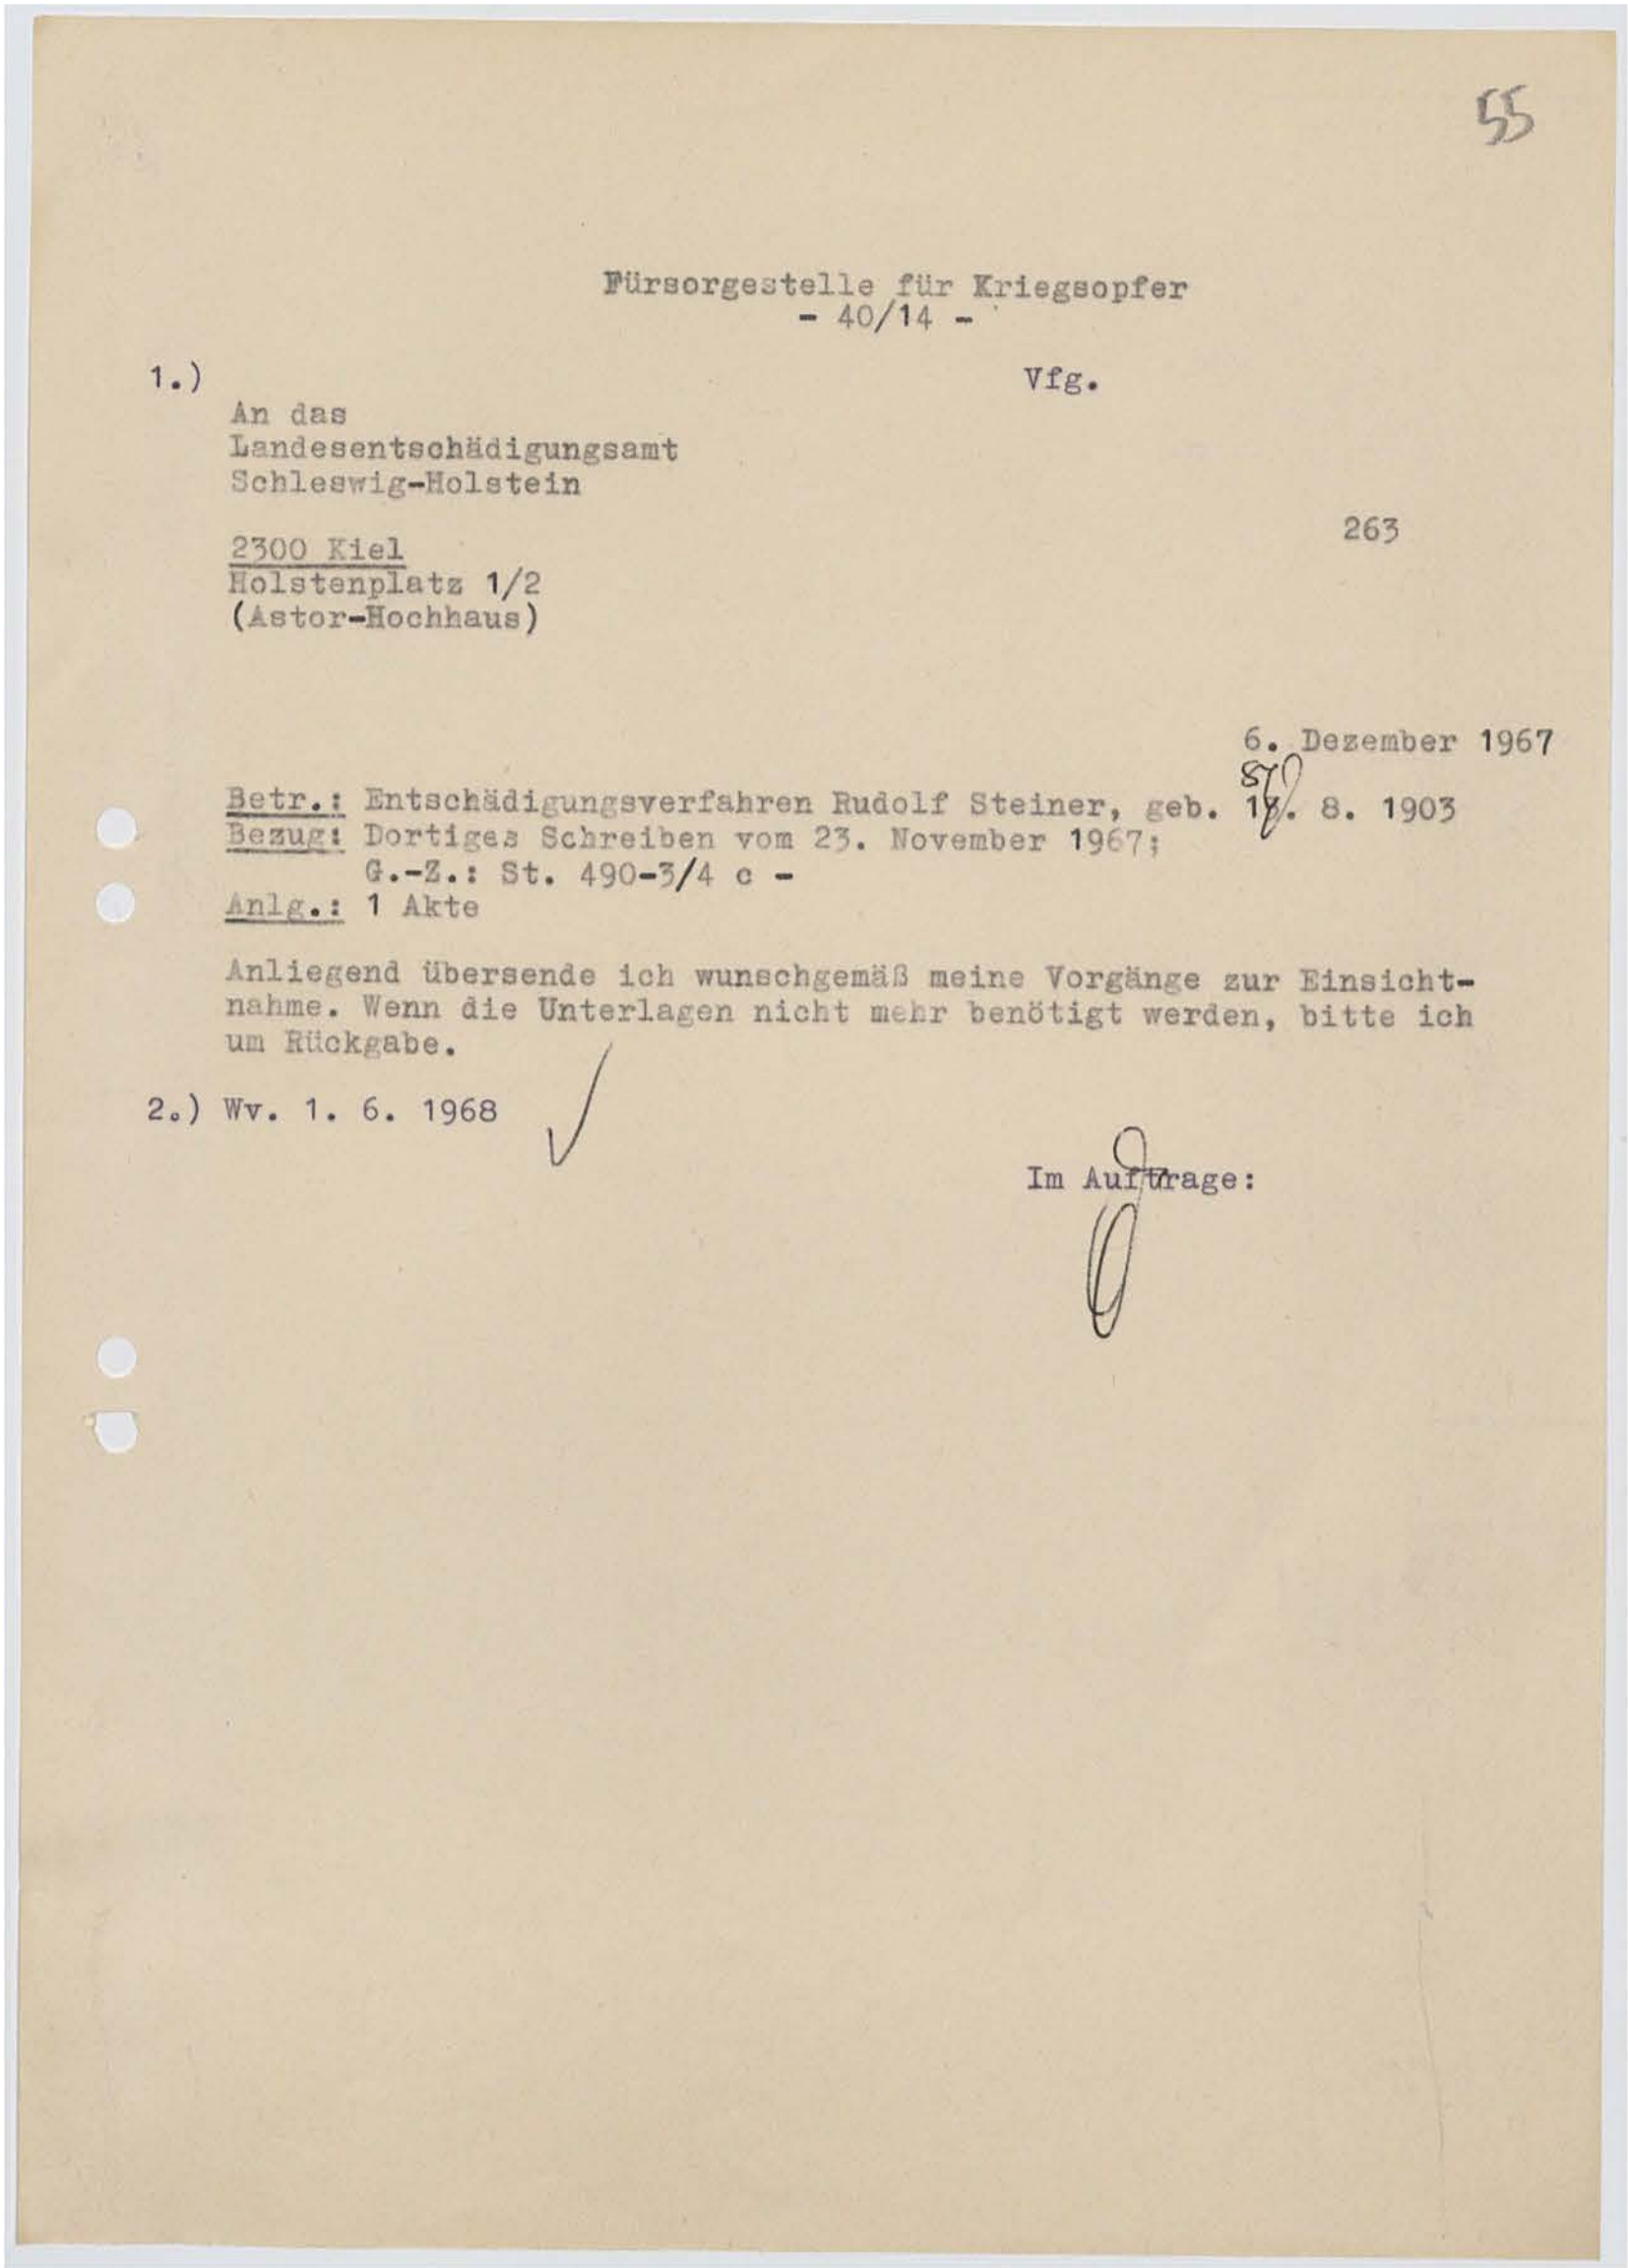 55
Fürsorgestelle für Kriegsopfer
- 40/14 -
1.) Vfg.
An das
Landesentschädigungsamt
Schleswig-Holstein
263
2300 Kiel
Holstenplatz 1/2
(Astor-Hochhaus)
6. Dezember 1967
Betr.: Entschädigungsverfahren Rudolf Steiner, geb. 8. 1903
Bezug: Dortiges Schreiben vom 23. November 1967;
G.-Z.: St. 490-3/4 c -
Anlg.: 1 Akte
Anliegend übersende ich wunschgemäß meine Vorgänge zur Einsicht-
nahme. Wenn die Unterlagen nicht mehr benötigt werden, bitte ich
um Rückgabe.
2.) Wv. 1. 6. 1968
Im Auftrage: